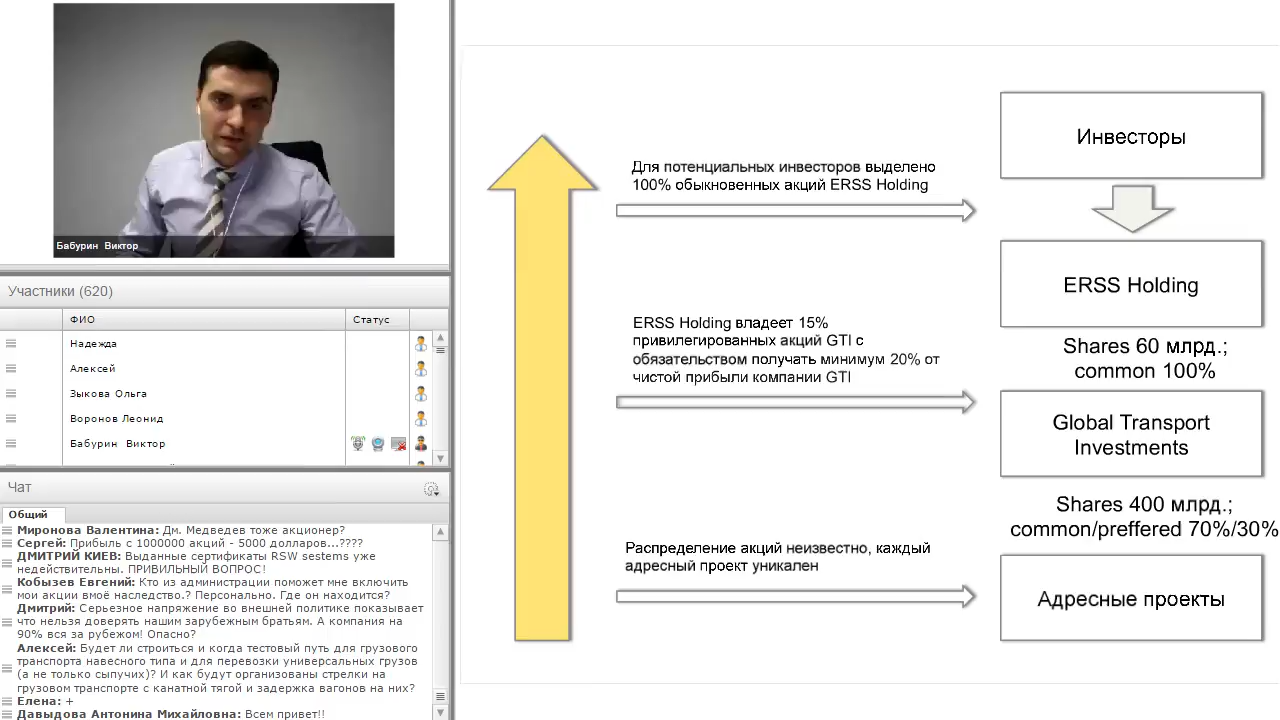 Бабурин Виктор
Участники (620)
ФИО
Статус
Надежда
Алексей
Зыкова Ольга
Воронов Леонид
Бабурин Виктор
Чат
Общий
Миронова Валентина: Дм. Медведев тоже акционер?
Сергей: Прибыль с 1000000 акций - 5000 долларов...????
ДМИТРИЙ КИЕВ: Выданные сертификаты RSW sestems уже
недействительны. ПРИВИЛЬНЫЙ ВОПРОС!
Кобызев Евгений: Кто из администрации поможет мне включить
мои акции вмоё наследство.? Персонально. Где он находится?
Дмитрий: Серьезное напряжение во внешней политике показывает
что нельзя доверять нашим зарубежным братьям. А компания на
90% вся за рубежом! Опасно?
Алексей: Будет ли строиться и когда тестовый путь для грузового
транспорта навесного типа и для перевозки универсальных грузов
(а не только сыпучих)? И как будут организованы стрелки на
грузовом транспорте с канатной тягой и задержка вагонов на них?
Елена: +
Давыдова Антонина Михайловна: Всем привет!!
Для потенциальных инвесторов выделено
100% обыкновенных акций ERSS Holding
Инвесторы
ERSS Holding
ERSS Holding владеет 15%
привилегированных акций GTI с
обязательством получать минимум 20% от
чистой прибыли компании GTI
Shares 60 млрд.;
common 100%
Global Transport
Investments
Shares 400 млрд.;
common/preffered 70%/30%
Распределение акций неизвестно, каждый
адресный проект уникален
Адресные проекты